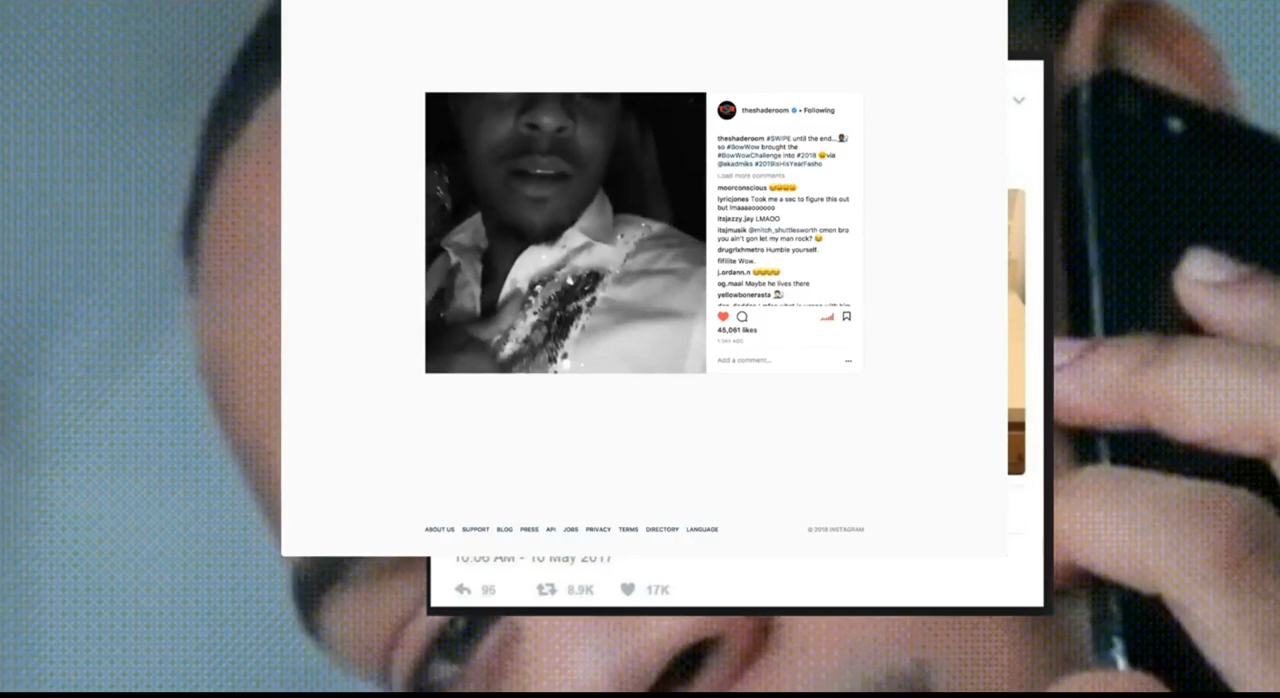 theshaderoom • Following
theshaderoom #SWIPE until the end...
so #BowWow brought the
#BowWowChallenge into #2018 😩via
@akadmiks #2019IsHisYearFasho
Load more comments
moorconscious 😂😂😂😂
lyricjones Took me a sec to figure this out
but lmaaaoooooo
itsjazzy.jay LMAOO
itsjmusik @mitch_shuttlesworth cmon bro
you ain't gon let my man rock? 😂
drugrixhmetro Humble yourself.
fifilite Wow.
j.ordann.n 😂😂😂😂
og.maal Maybe he lives there
yellowbonerasta
45,061 likes
Add a comment...
ABOUT US SUPPORT BLOG PRESS API JOBS PRIVACY TERMS DIRECTORY LANGUAGE
© 2018 INSTAGRAM
10:06 AM - 10 May 2017
96 8.9K 17K